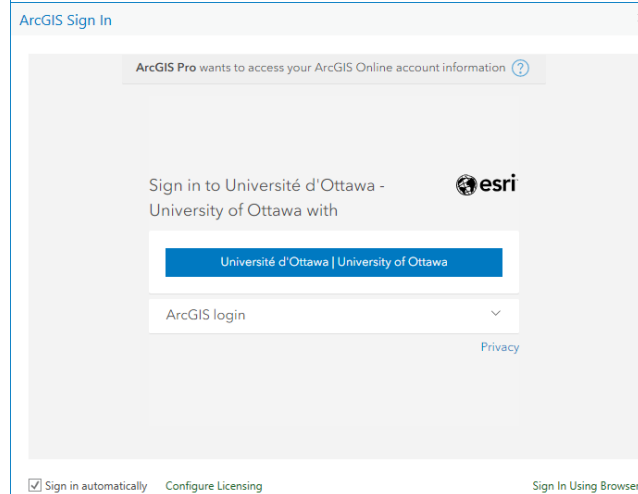 ArcGIS Sign In
ArcGIS Pro wants to access your ArcGIS Online account information ?
Sign in to Université d'Ottawa -
University of Ottawa with
esri
Université d'Ottawa | University of Ottawa
ArcGIS login
Privacy
Sign in automatically Configure Licensing Sign In Using Browser